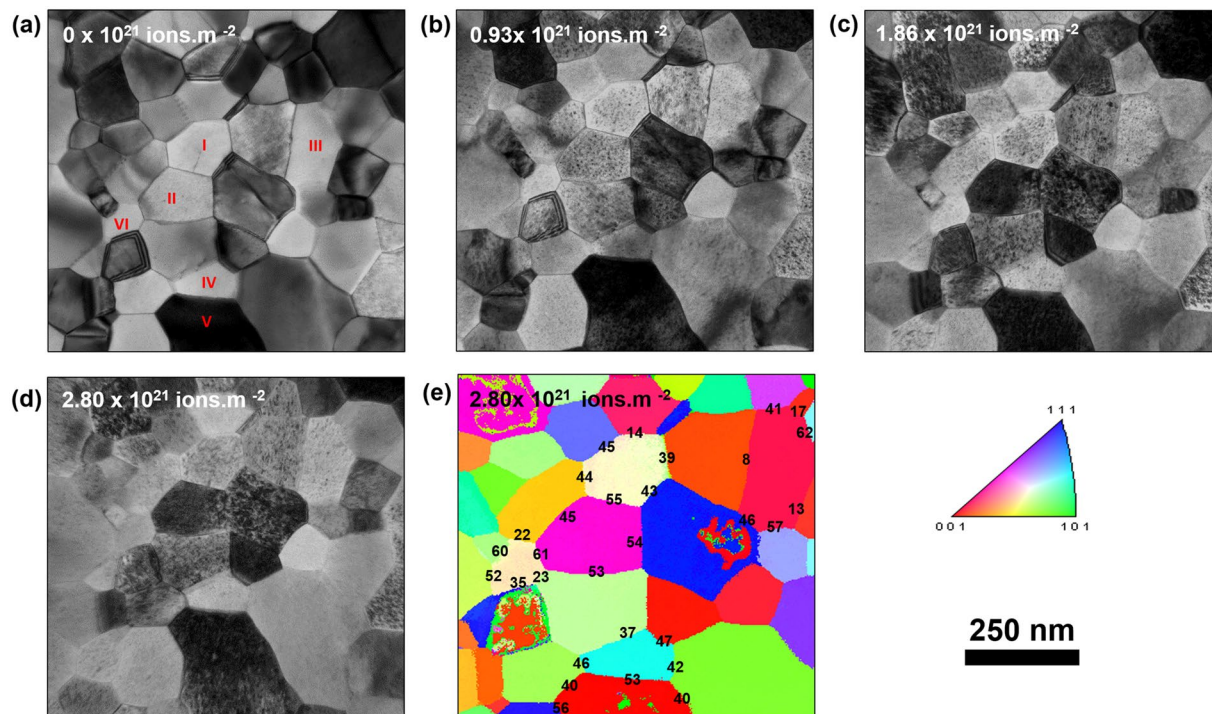 (a)
0 x 10²¹ ions.m ⁻²
I
III
II
VI
IV
V
(b)
0.93x 10²¹ ions.m ⁻²
(c)
1.86 x 10²¹ ions.m ⁻²
(d)
2.80 x 10²¹ ions.m ⁻²
(e)
2.80x 10²¹ ions.m ⁻²
41
17
14
62
45
39
8
44
43
55
13
45
46
57
22
54
60
61
53
52
35
23
37
47
46
42
53
40
40
56
1 1 1
0 0 1
1 0 1
250 nm